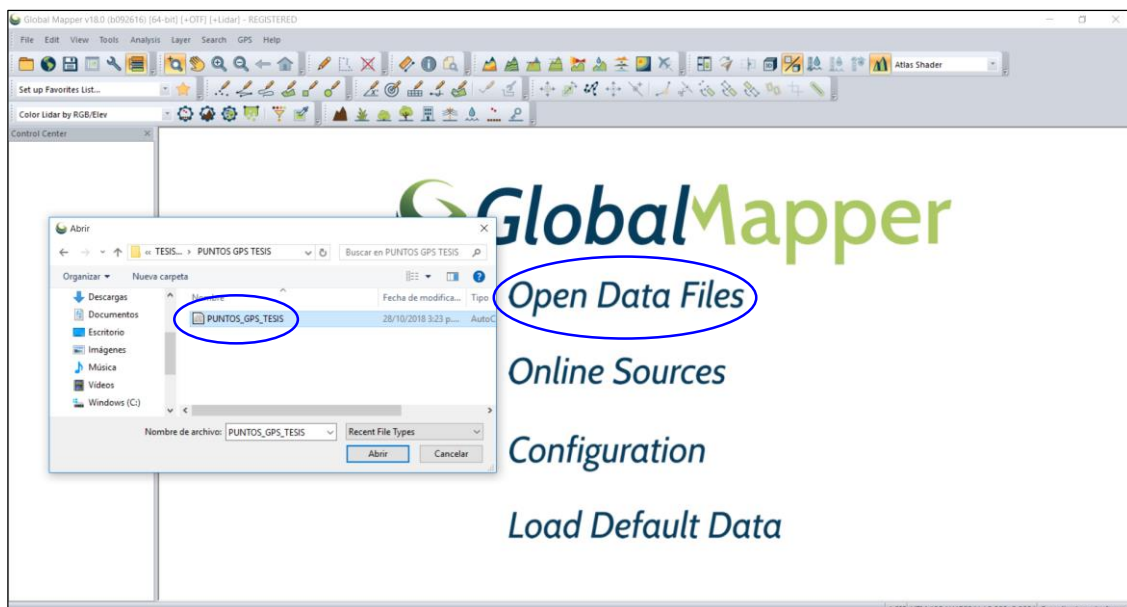 Global Mapper v18.0 (b092616) [64-bit] [+OTF] [+Lidar] - REGISTERED
File Edit View Tools Analysis Layer Search GPS Help
Atlas Shader
Set up Favorites List...
Color Lidar by RGB/Elev
Control Center
GlobalMapper
Abrir
« TESIS... › PUNTOS GPS TESIS
Buscar en PUNTOS GPS TESIS
Organizar Nueva carpeta
Nombre Fecha de modifica... Tipo
Descargas
PUNTOS_GPS_TESIS 28/10/2018 3:23 p.... AutoC
Documentos
Escritorio
Imágenes
Música
Vídeos
Windows (C:)
Nombre de archivo: PUNTOS_GPS_TESIS Recent File Types
Abrir Cancelar
Open Data Files
Online Sources
Configuration
Load Default Data